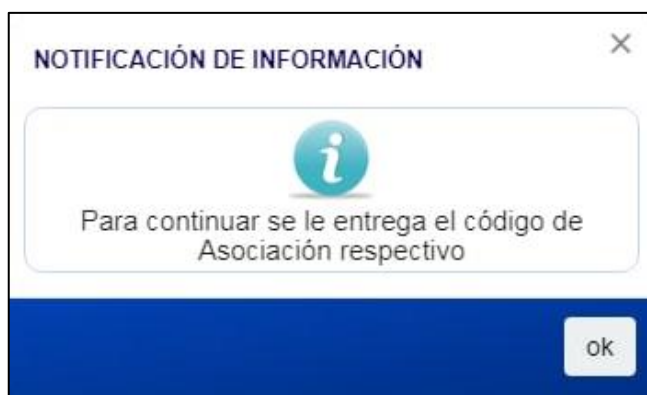 NOTIFICACIÓN DE INFORMACIÓN
×
i
Para continuar se le entrega el código de
Asociación respectivo
ok